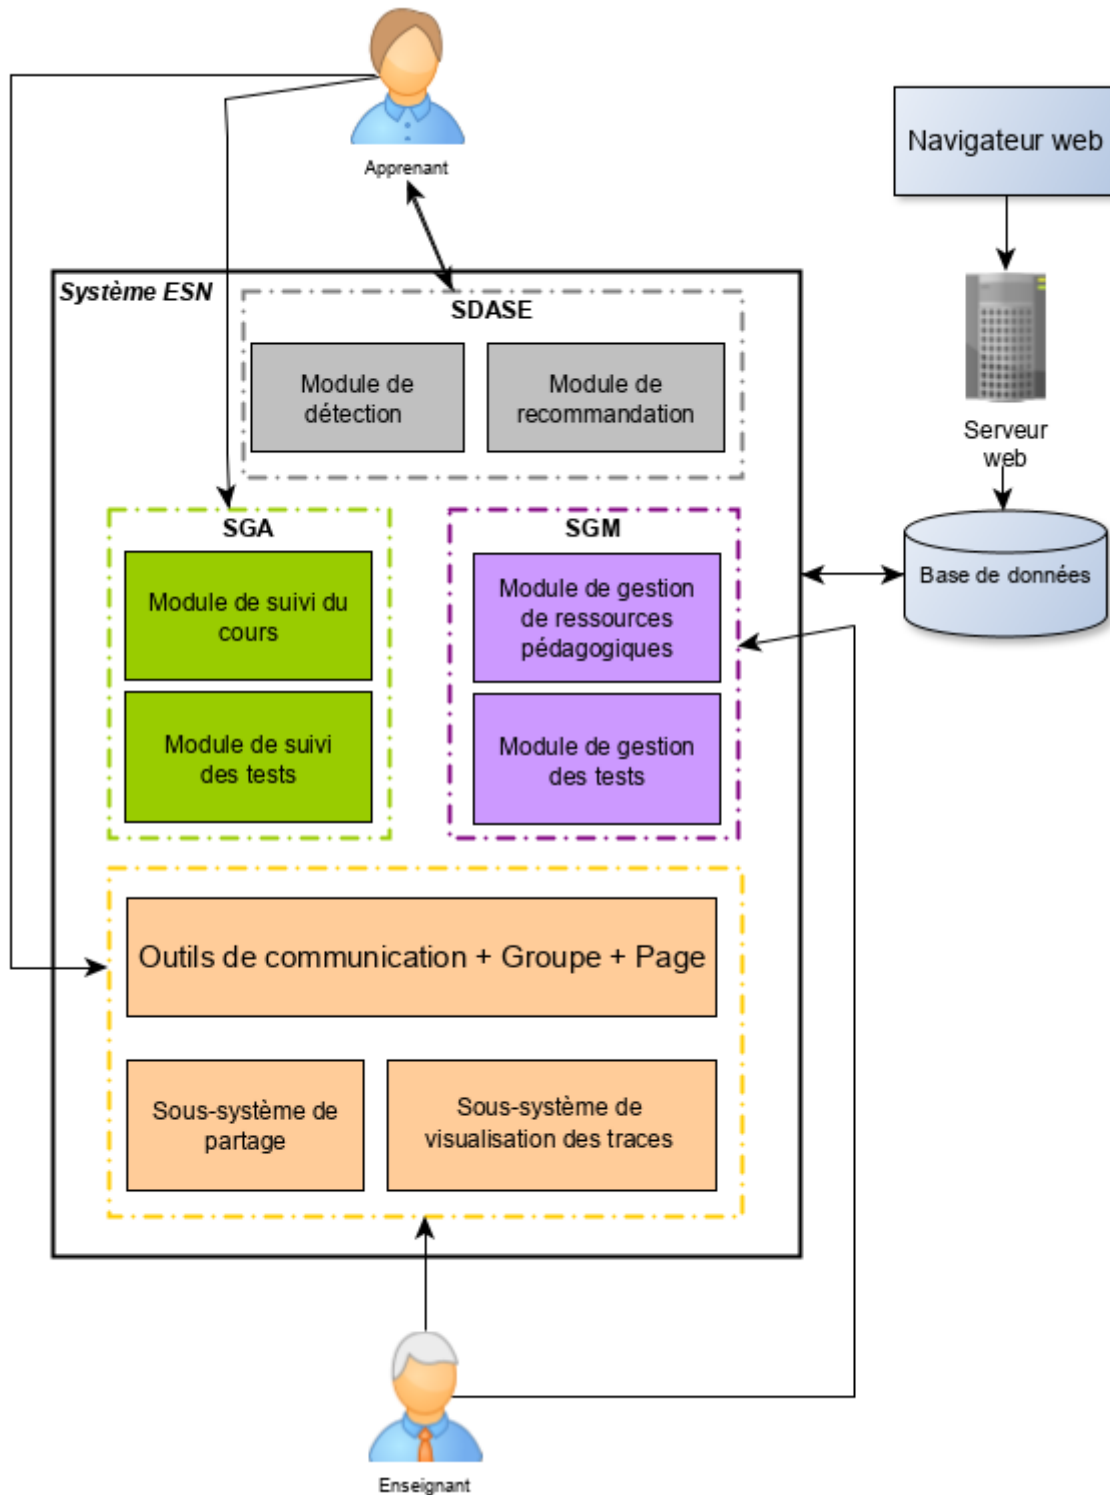 Apprenant
Navigateur web
Serveur
web
Base de données
Système ESN
SDASE
Module de
détection
Module de
recommandation
SGA
Module de suivi du
cours
Module de suivi
des tests
SGM
Module de gestion
de ressources
pédagogiques
Module de gestion
des tests
Outils de communication + Groupe + Page
Sous-système de
partage
Sous-système de
visualisation des traces
Enseignant